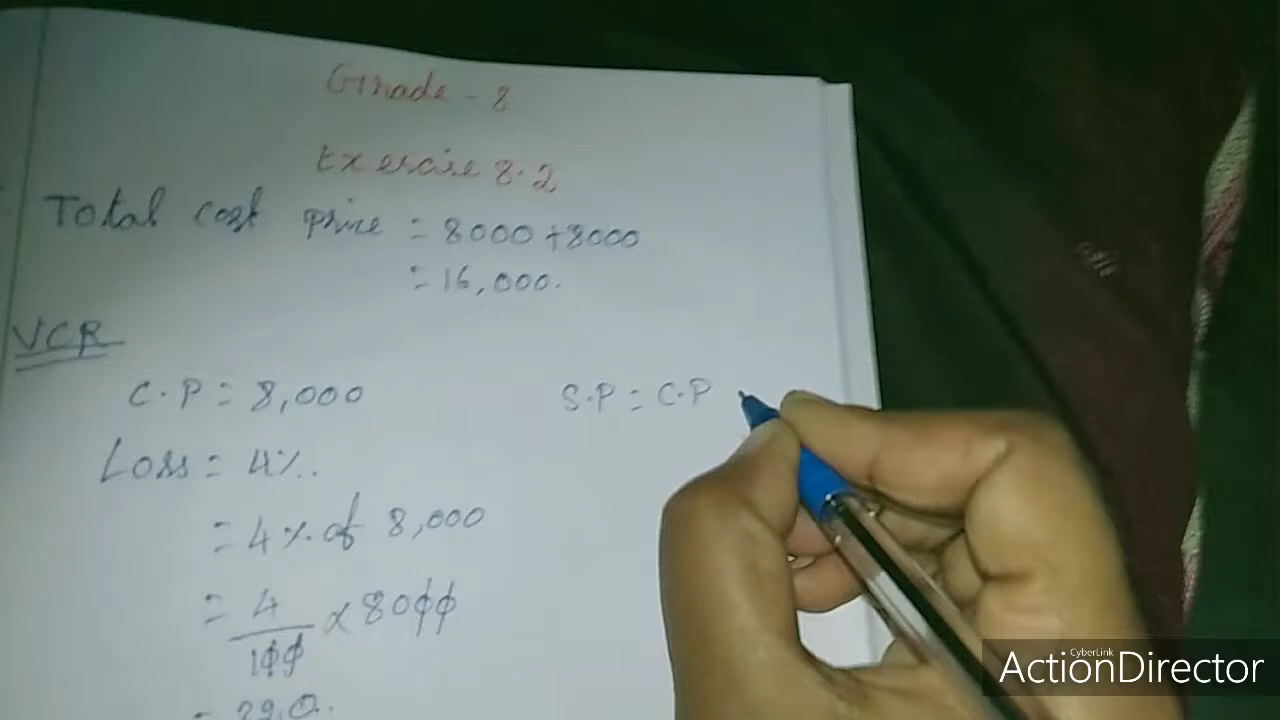 Grade - 8
Exercise 8.2
Total cost price = 8000 + 8000
= 16,000.
VCR
C.P = 8,000
S.P = C.P
Loss = 4%.
= 4% of 8,000
= 4/100 × 8000
= 320.
CyberLink
ActionDirector